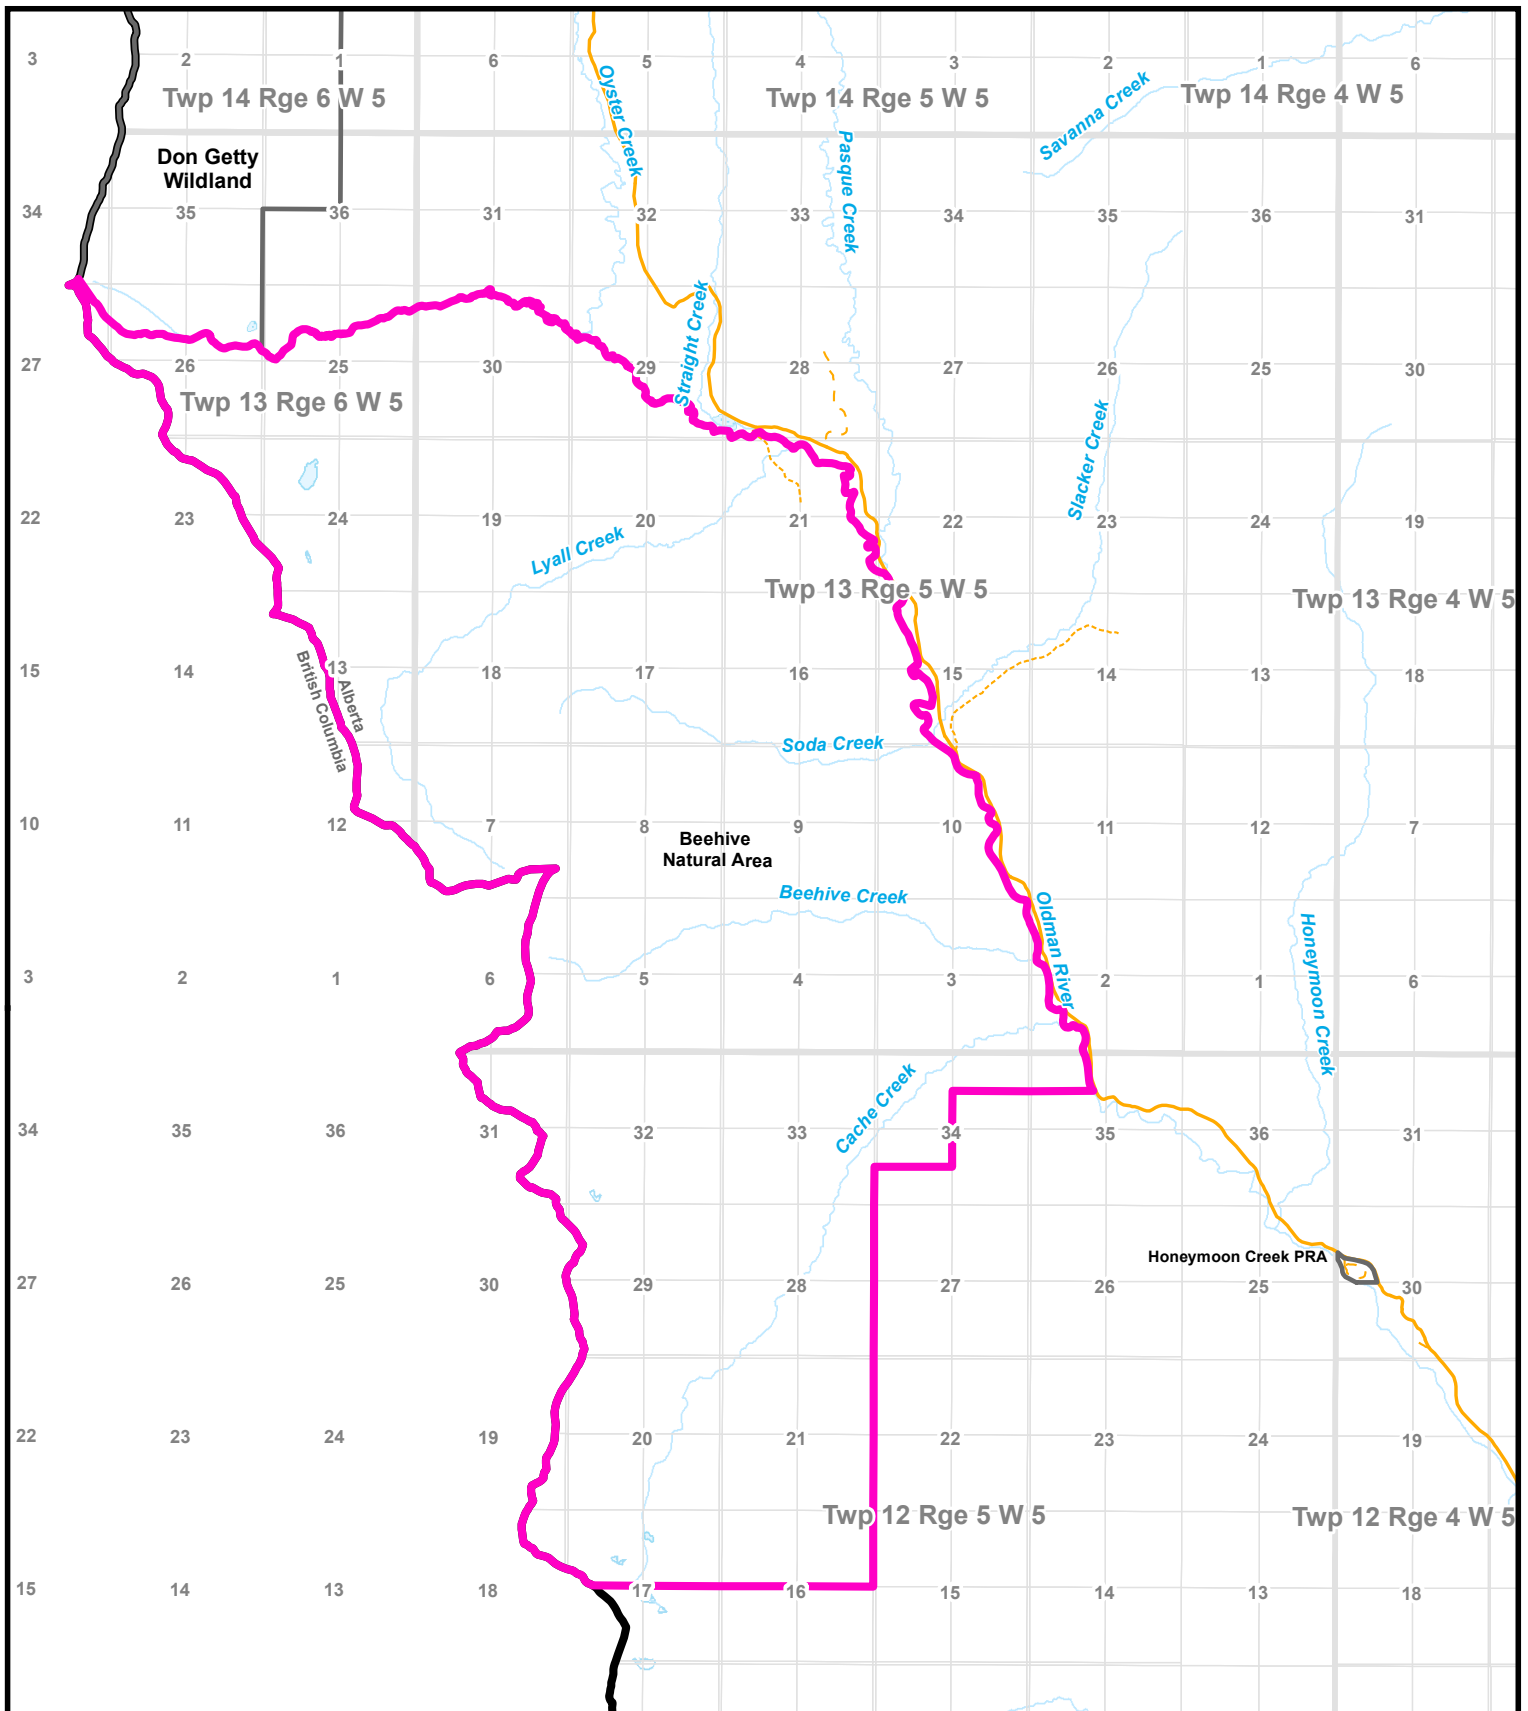 3 2 1 6 5 4 3 2 1 6
Twp 14 Rge 6 W 5
Twp 14 Rge 5 W 5
Twp 14 Rge 4 W 5
Oyster Creek
Savanna Creek
Pasque Creek
Don Getty
Wildland
34 35 36 31 32 33 34 35 36 31
Straight Creek
27 26 25 30 29 28 27 26 25 30
Twp 13 Rge 6 W 5
Slacker Creek
22 23 24 19 20 21 22 23 24 19
Lyall Creek
Twp 13 Rge 5 W 5
Twp 13 Rge 4 W 5
15 14 13 18 17 16 15 14 13 18
Alberta
British Columbia
Soda Creek
10 11 12 7 8 9 10 11 12 7
Beehive
Natural Area
Beehive Creek
Oldman River
Honeymoon Creek
3 2 1 6 5 4 3 2 1 6
Cache Creek
34 35 36 31 32 33 34 35 36 31
Honeymoon Creek PRA
27 26 25 30 29 28 27 26 25 30
22 23 24 19 20 21 22 23 24 19
Twp 12 Rge 5 W 5
Twp 12 Rge 4 W 5
15 14 13 18 17 16 15 14 13 18